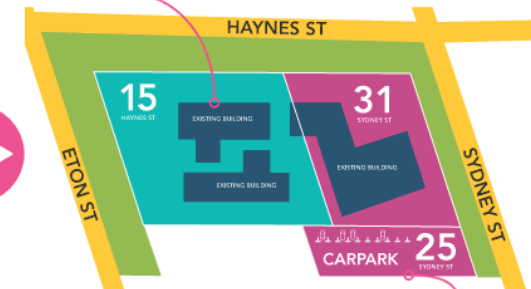 HAYNES ST
15
HAYNES ST
EXISTING BUILDING
EXISTING BUILDING
31
SYDNEY ST
EXISTING BUILDING
ETON ST
SYDNEY ST
CARPARK
25
SYDNEY ST